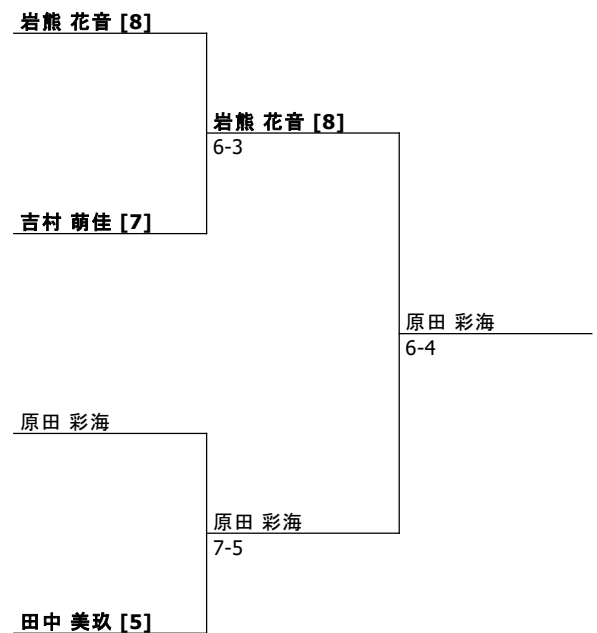 岩熊 花音 [8]
岩熊 花音 [8]
6-3
吉村 萌佳 [7]
原田 彩海
6-4
原田 彩海
原田 彩海
7-5
田中 美玖 [5]